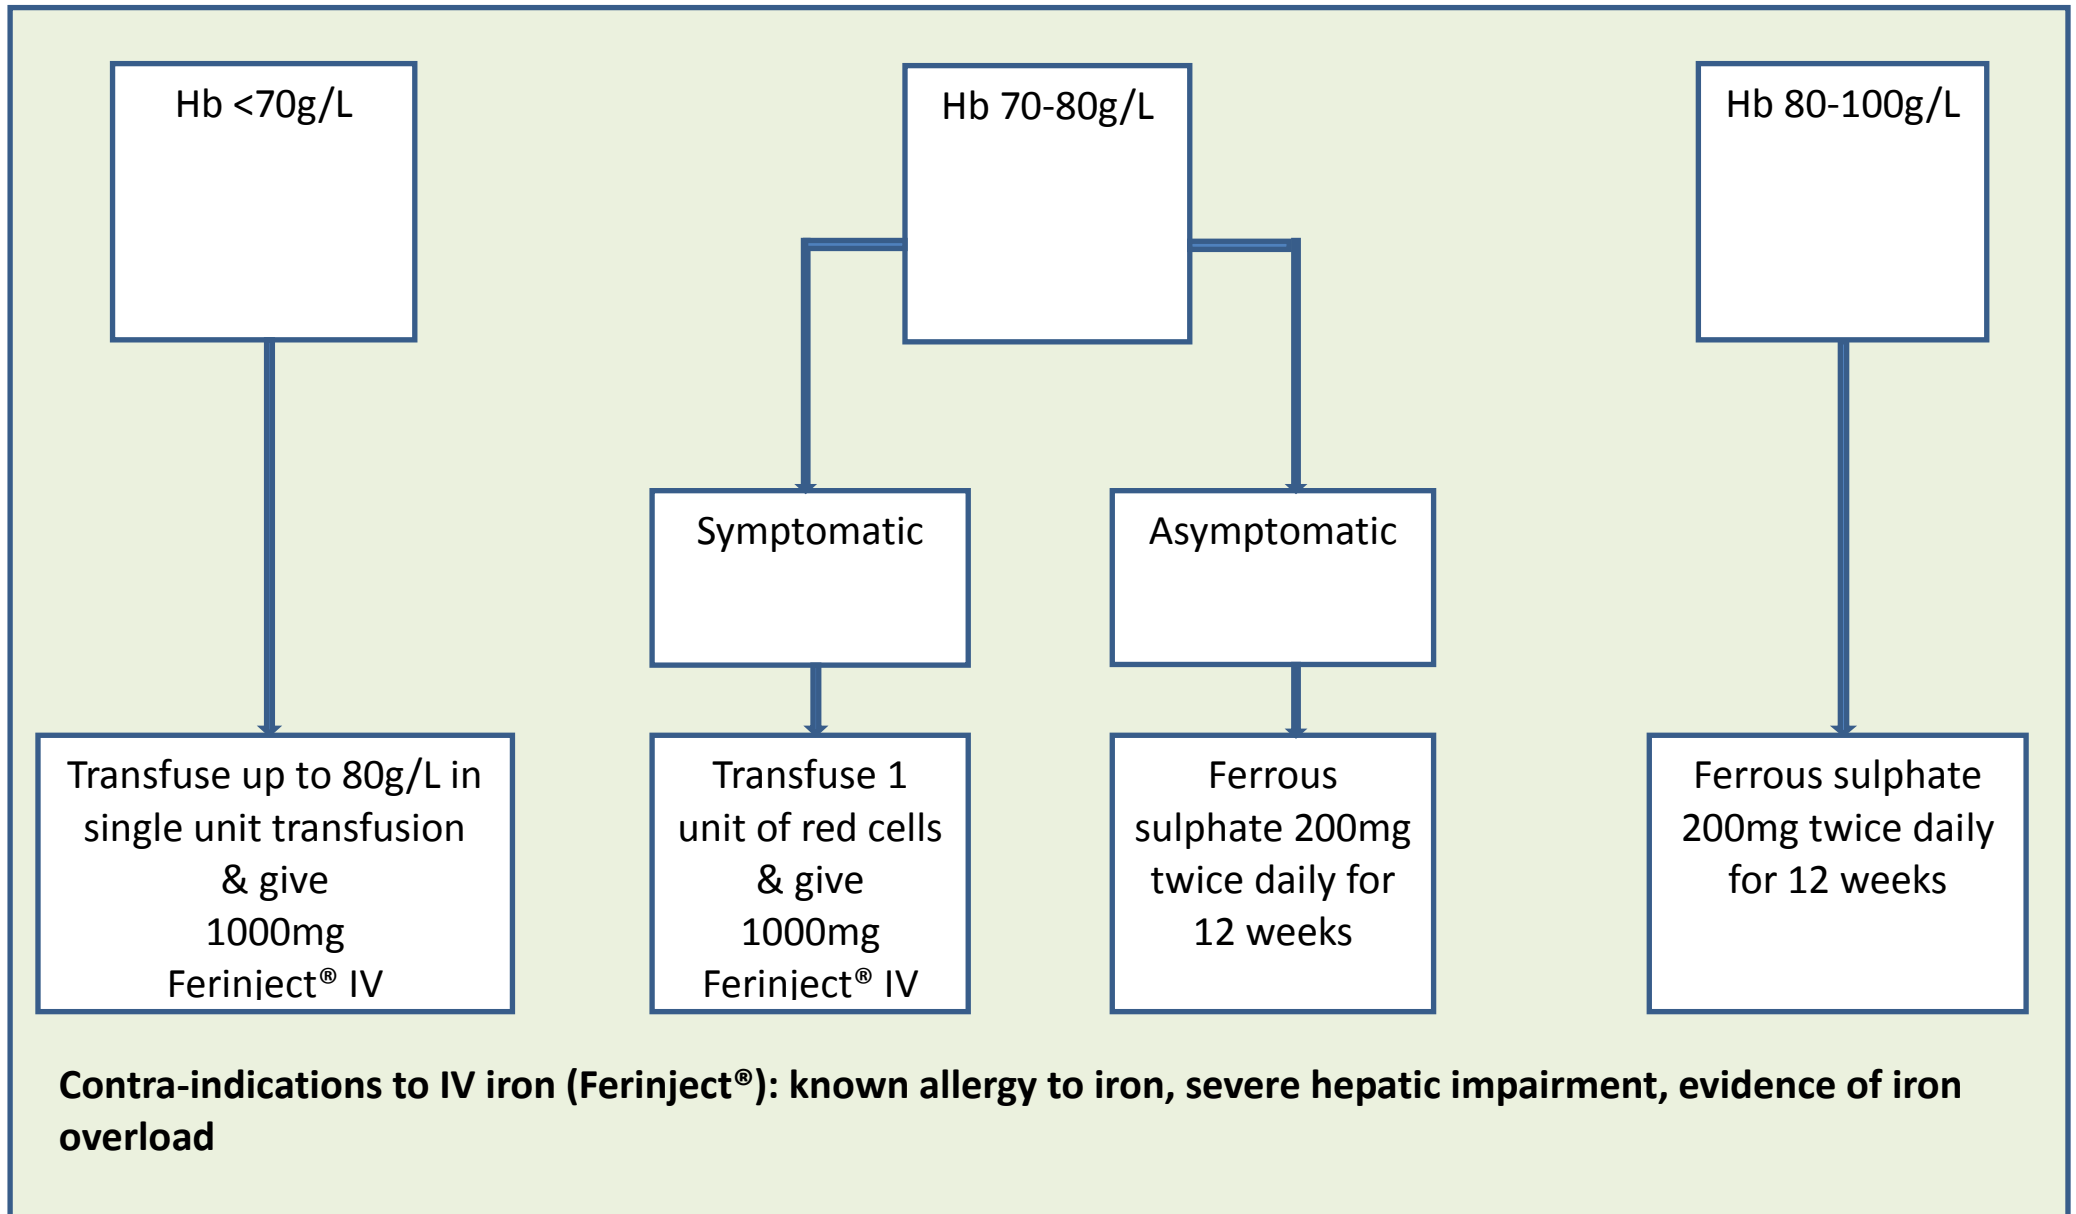 Hb <70g/L
Hb 70-80g/L
Hb 80-100g/L
Symptomatic
Asymptomatic
Transfuse up to 80g/L in
single unit transfusion
& give
1000mg
Ferinject® IV
Transfuse 1
unit of red cells
& give
1000mg
Ferinject® IV
Ferrous
sulphate 200mg
twice daily for
12 weeks
Ferrous sulphate
200mg twice daily
for 12 weeks
Contra-indications to IV iron (Ferinject®): known allergy to iron, severe hepatic impairment, evidence of iron
overload